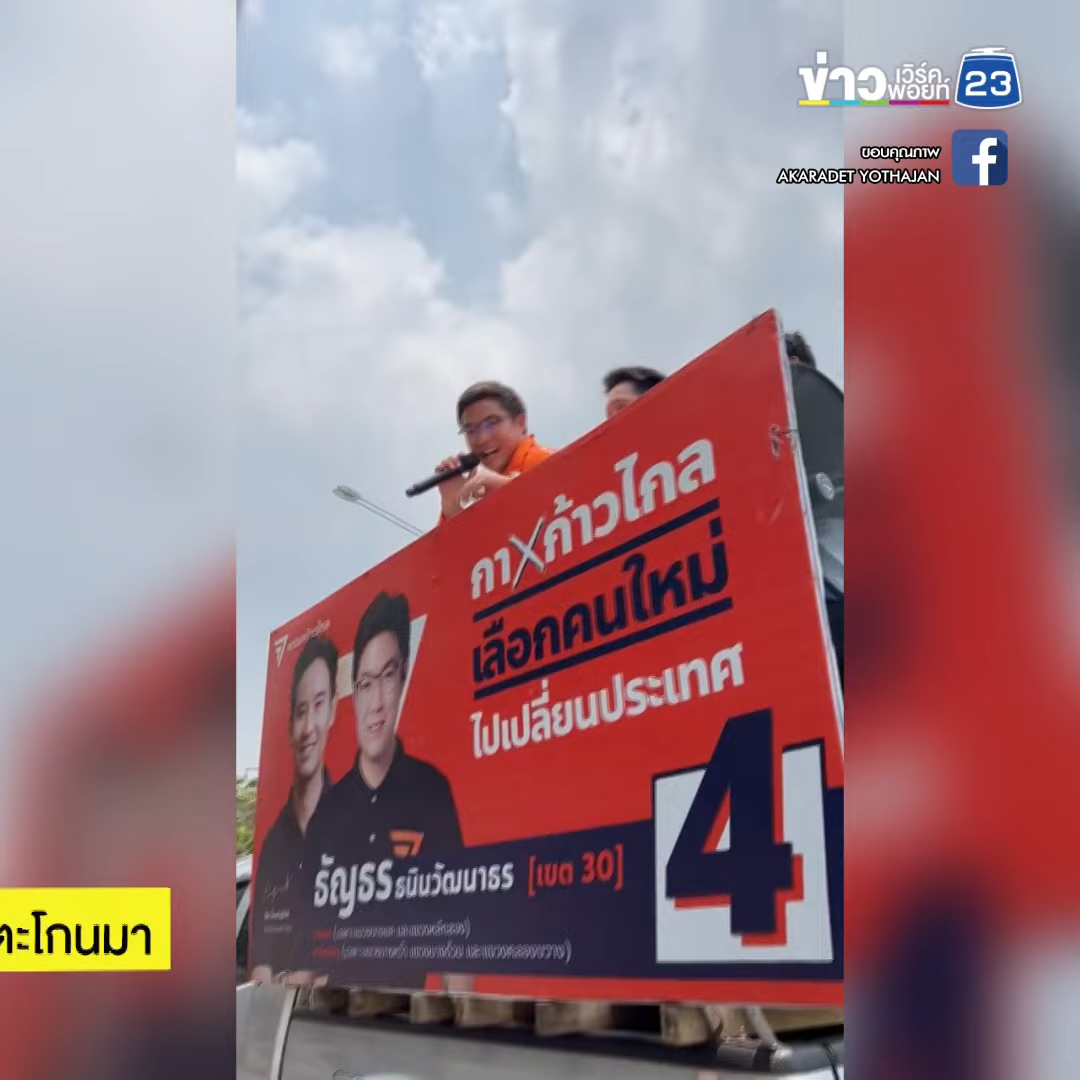 ข่าวเวิร์คพอยท์ 23
ขอบคุณภาพ
AKARADET YOTHAJAN
กาXก้าวไกล
เลือกคนใหม่
ไปเปลี่ยนประเทศ
4
ธัญธร ธนินวัฒนาธร [เขต 30]
ตะโกนมา